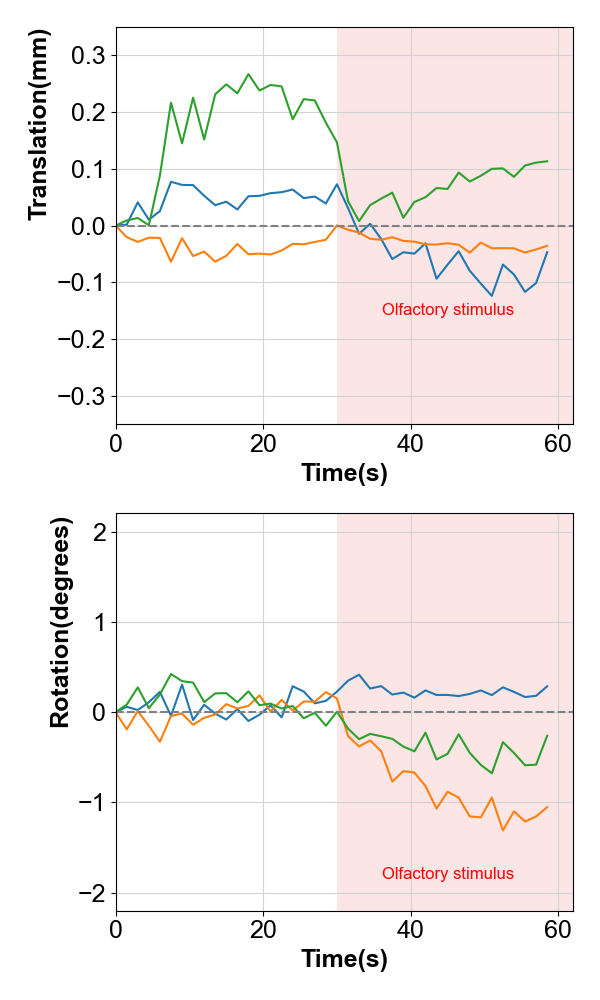 Translation(mm)
0.3
0.2
0.1
0.0
−0.1
−0.2
−0.3
Olfactory stimulus
0 20 40 60
Time(s)
Rotation(degrees)
2
1
0
−1
−2
Olfactory stimulus
0 20 40 60
Time(s)